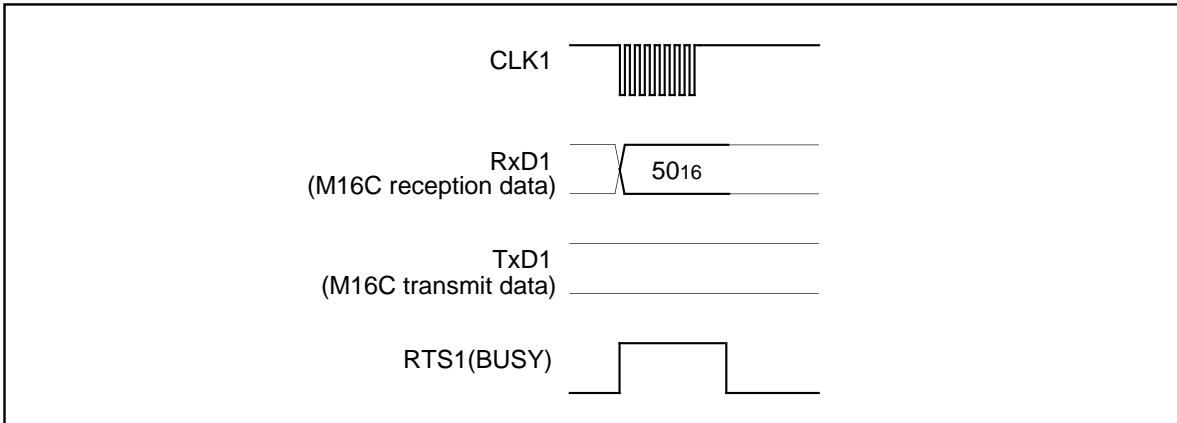 CLK1
RxD1
(M16C reception data)
5016
TxD1
(M16C transmit data)
RTS1(BUSY)